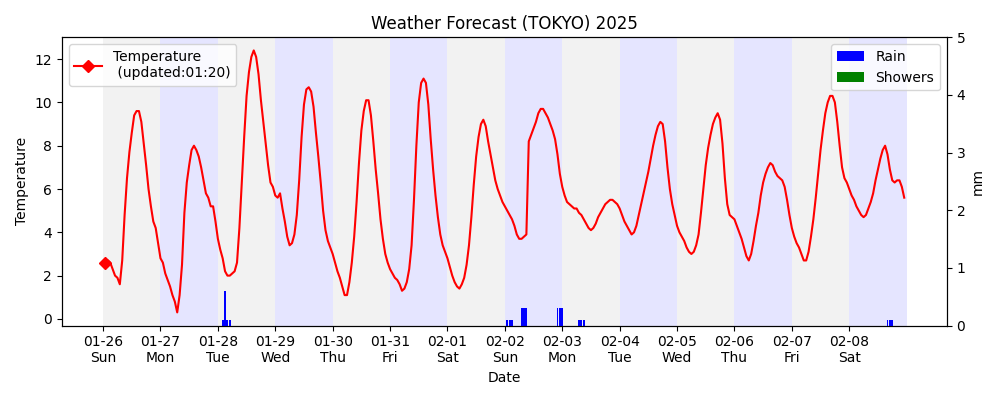 Weather Forecast (TOKYO) 2025
Temperature
(updated:01:20)
Rain
Showers
Temperature
12
10
8
6
4
2
0
5
4
3
2
1
0
mm
01-26 01-27 01-28 01-29 01-30 01-31 02-01 02-02 02-03 02-04 02-05 02-06 02-07 02-08
Sun Mon Tue Wed Thu Fri Sat Sun Mon Tue Wed Thu Fri Sat
Date